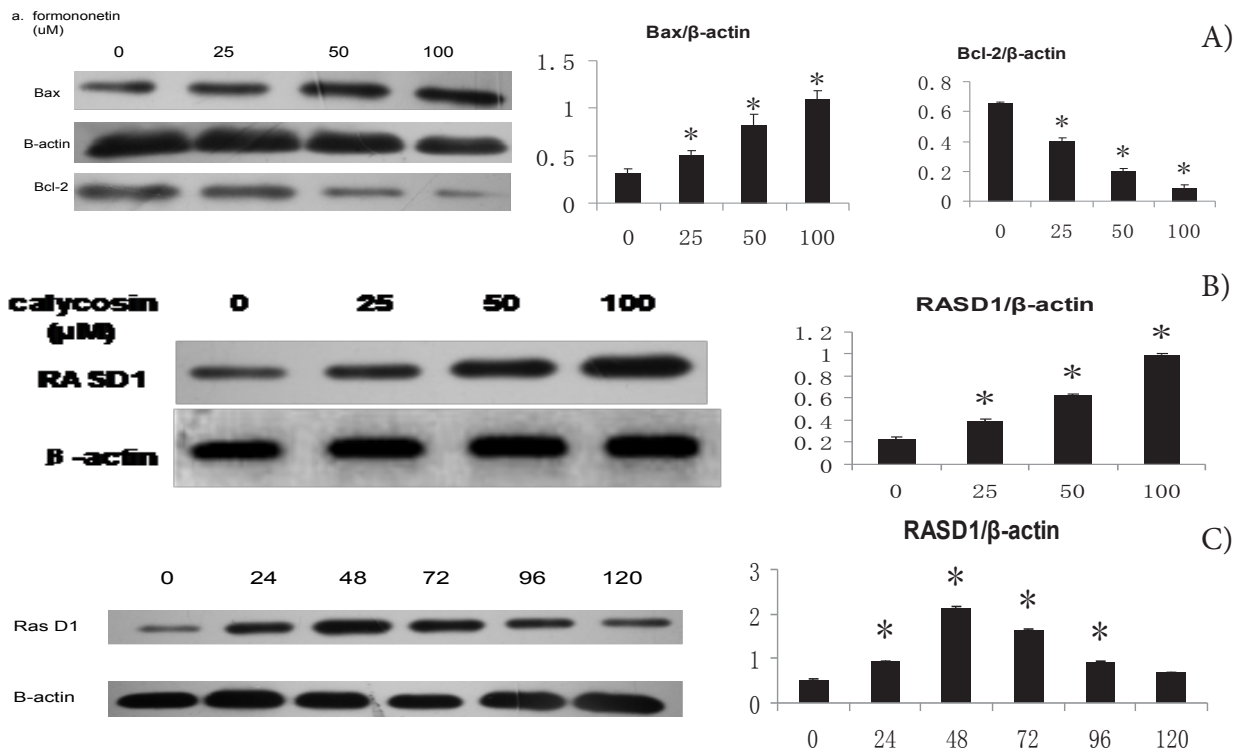 a. formononetin
(uM)
0 25 50 100
Bax
B-actin
Bcl-2
Bax/β-actin
1.5
1
0.5
0
* * *
0 25 50 100
A)
Bcl-2/β-actin
0.8
0.6
0.4
0.2
0
* * *
0 25 50 100
calycosin
(μM)
0 25 50 100
RASD1
β-actin
B)
RASD1/β-actin
1.2
1
0.8
0.6
0.4
0.2
0
* * *
0 25 50 100
0 24 48 72 96 120
Ras D1
B-actin
RASD1/β-actin
C)
3
2
1
0
* * * *
0 24 48 72 96 120